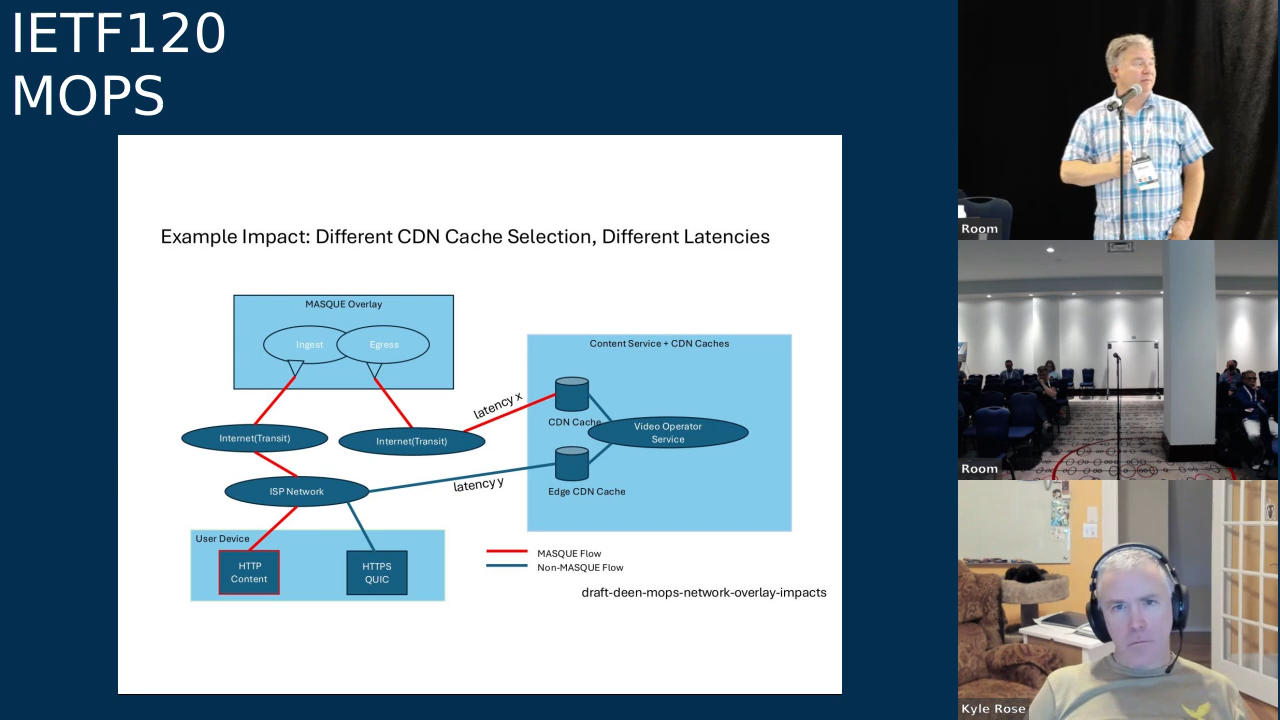 IETF120
MOPS
Example Impact: Different CDN Cache Selection, Different Latencies
MASQUE Overlay
Ingest
Egress
Content Service + CDN Caches
latency x
CDN Cache
Video Operator
Service
Internet(Transit)
Internet(Transit)
latency y
Edge CDN Cache
ISP Network
User Device
HTTP
Content
HTTPS
QUIC
MASQUE Flow
Non-MASQUE Flow
draft-deen-mops-network-overlay-impacts
Room
Room
Kyle Rose